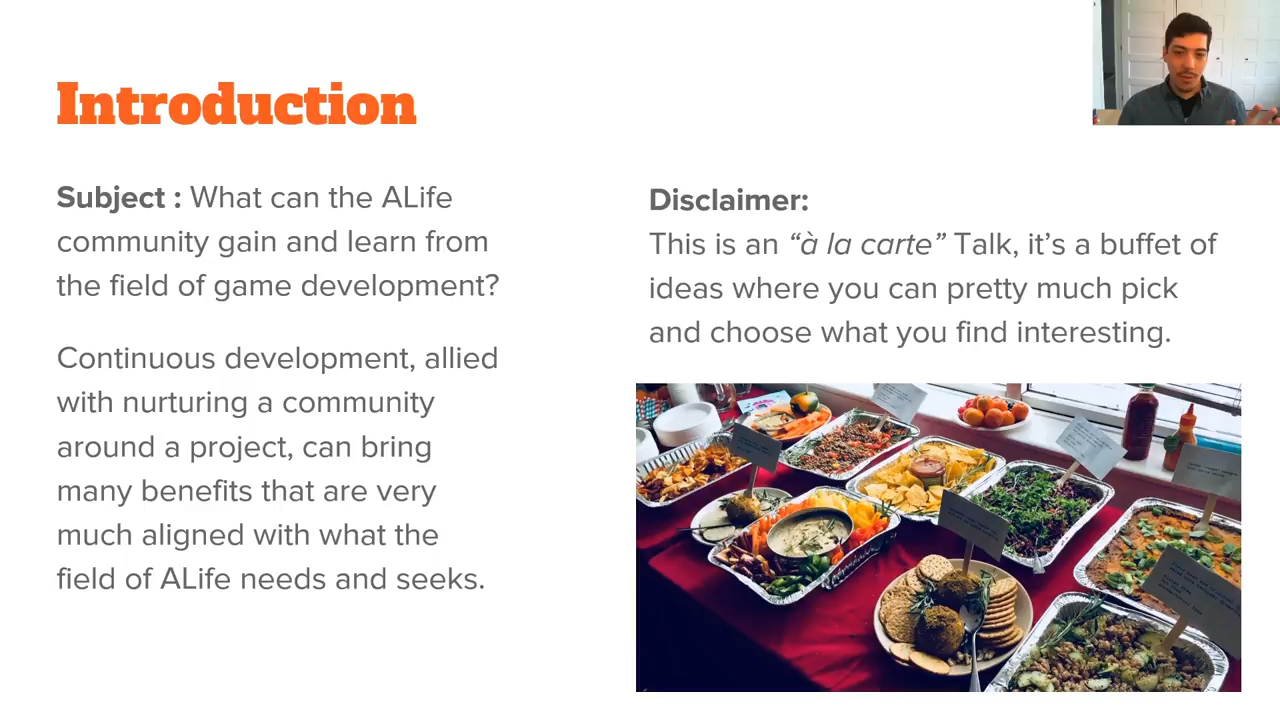 Introduction
Subject : What can the ALife
community gain and learn from
the field of game development?
Continuous development, allied
with nurturing a community
around a project, can bring
many benefits that are very
much aligned with what the
field of ALife needs and seeks.
Disclaimer:
This is an “à la carte” Talk, it’s a buffet of
ideas where you can pretty much pick
and choose what you find interesting.